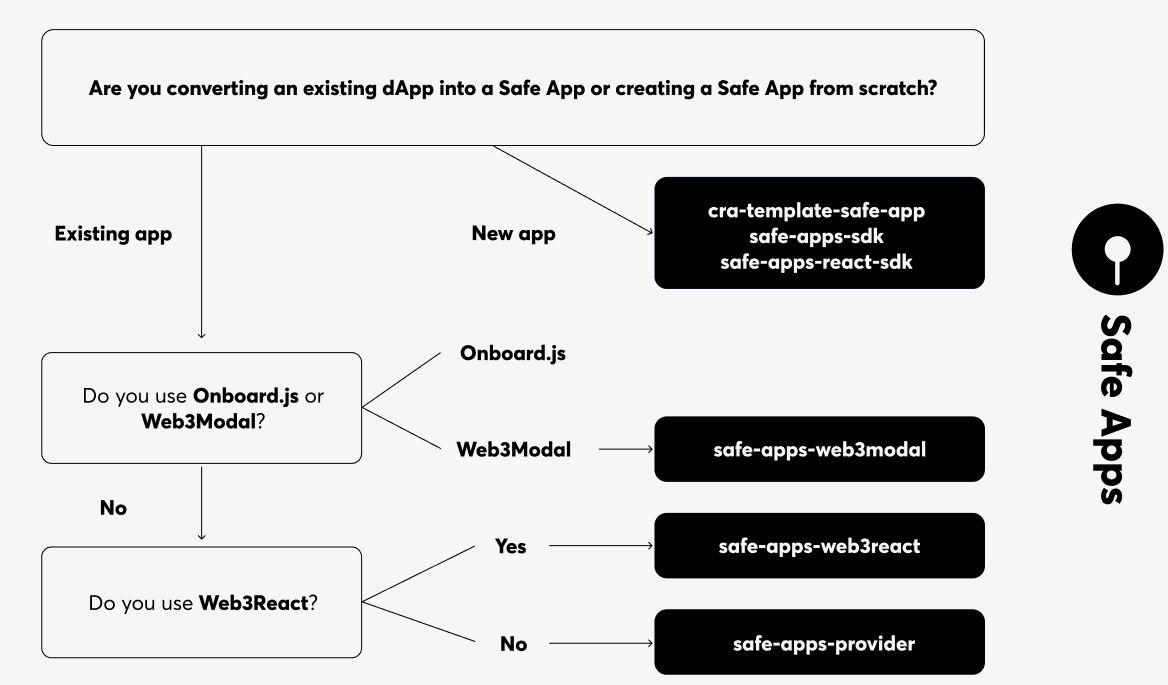 Are you converting an existing dApp into a Safe App or creating a Safe App from scratch?
Existing app
New app
cra-template-safe-app
safe-apps-sdk
safe-apps-react-sdk
Do you use Onboard.js or
Web3Modal?
Onboard.js
Web3Modal
safe-apps-web3modal
No
Do you use Web3React?
Yes
safe-apps-web3react
No
safe-apps-provider
Safe Apps